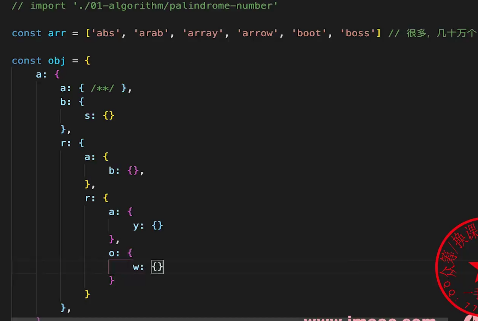 // import './01-algorithm/palindrome-number'
const arr = ['abs', 'arab', 'array', 'arrow', 'boot', 'boss'] // 很多，几十万个
const obj = {
a: {
a: { /**/ },
b: {
s: {}
},
r: {
a: {
b: {},
},
r: {
a: {
y: {}
},
o: {
w: {}
}
}
},